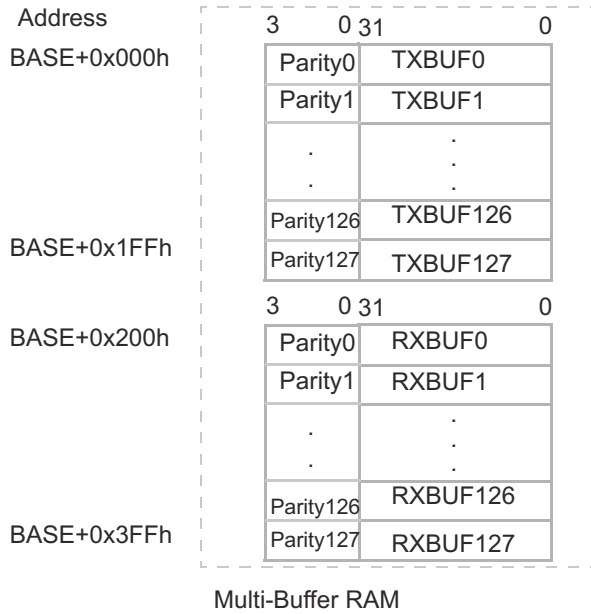 Address
3 0 31 0
BASE+0x000h Parity0 TXBUF0
Parity1 TXBUF1
. .
.
. .
Parity126 TXBUF126
BASE+0x1FFh Parity127 TXBUF127
3 0 31 0
BASE+0x200h Parity0 RXBUF0
Parity1 RXBUF1
. .
.
. .
Parity126 RXBUF126
BASE+0x3FFh Parity127 RXBUF127
Multi-Buffer RAM